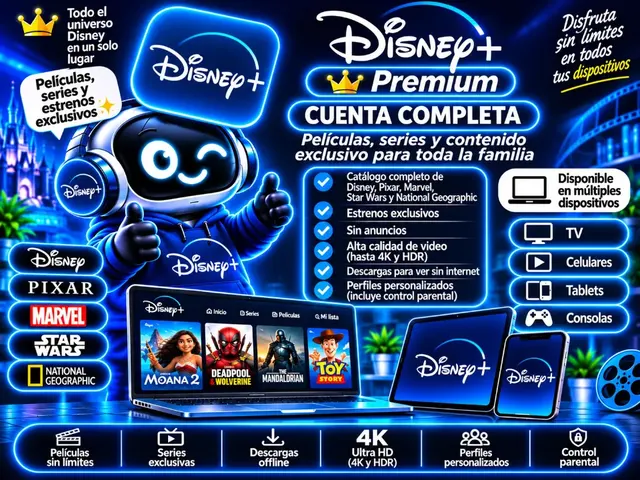 Todo el
universo
Disney
en un solo
lugar
Películas,
series y
estrenos
exclusivos
Disney+
Disney+
Disney+
Disney+
Premium
CUENTA COMPLETA
Películas, series y contenido
exclusivo para toda la familia
Disfruta
sin límites
en todos
tus dispositivos
Catálogo completo de
Disney, Pixar, Marvel,
Star Wars y National Geographic
Estrenos exclusivos
Sin anuncios
Alta calidad de video
(hasta 4K y HDR)
Descargas para ver sin internet
Perfiles personalizados
(incluye control parental)
Disponible
en múltiples
dispositivos
TV
Celulares
Tablets
Consolas
Disney
PIXAR
MARVEL
STAR
WARS
NATIONAL
GEOGRAPHIC
Disney+
Inicio
Series
Películas
Mi lista
MOANA 2
DEADPOOL
& WOLVERINE
THE
MANDALORIAN
TOY
STORY
Disney+
Disney+
Películas
sin límites
Series
exclusivas
Descargas
offline
4K
Ultra HD
(4K y HDR)
Perfiles
personalizados
Control
parental